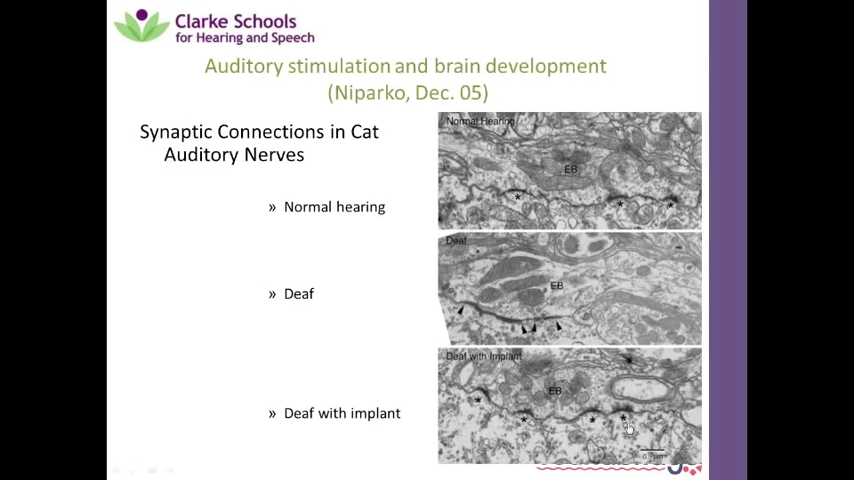 Clarke Schools
for Hearing and Speech
Auditory stimulation and brain development
(Niparko, Dec. 05)
Synaptic Connections in Cat
Auditory Nerves
» Normal hearing
» Deaf
» Deaf with implant
Normal Hearing
EB
* * *
Deaf
EB
Deaf with Implant
*
EB
* * * *